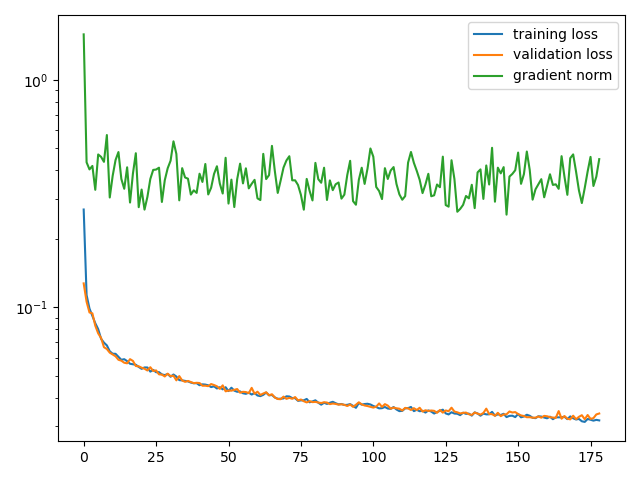 training loss
validation loss
gradient norm
10⁰
10⁻¹
0 25 50 75 100 125 150 175